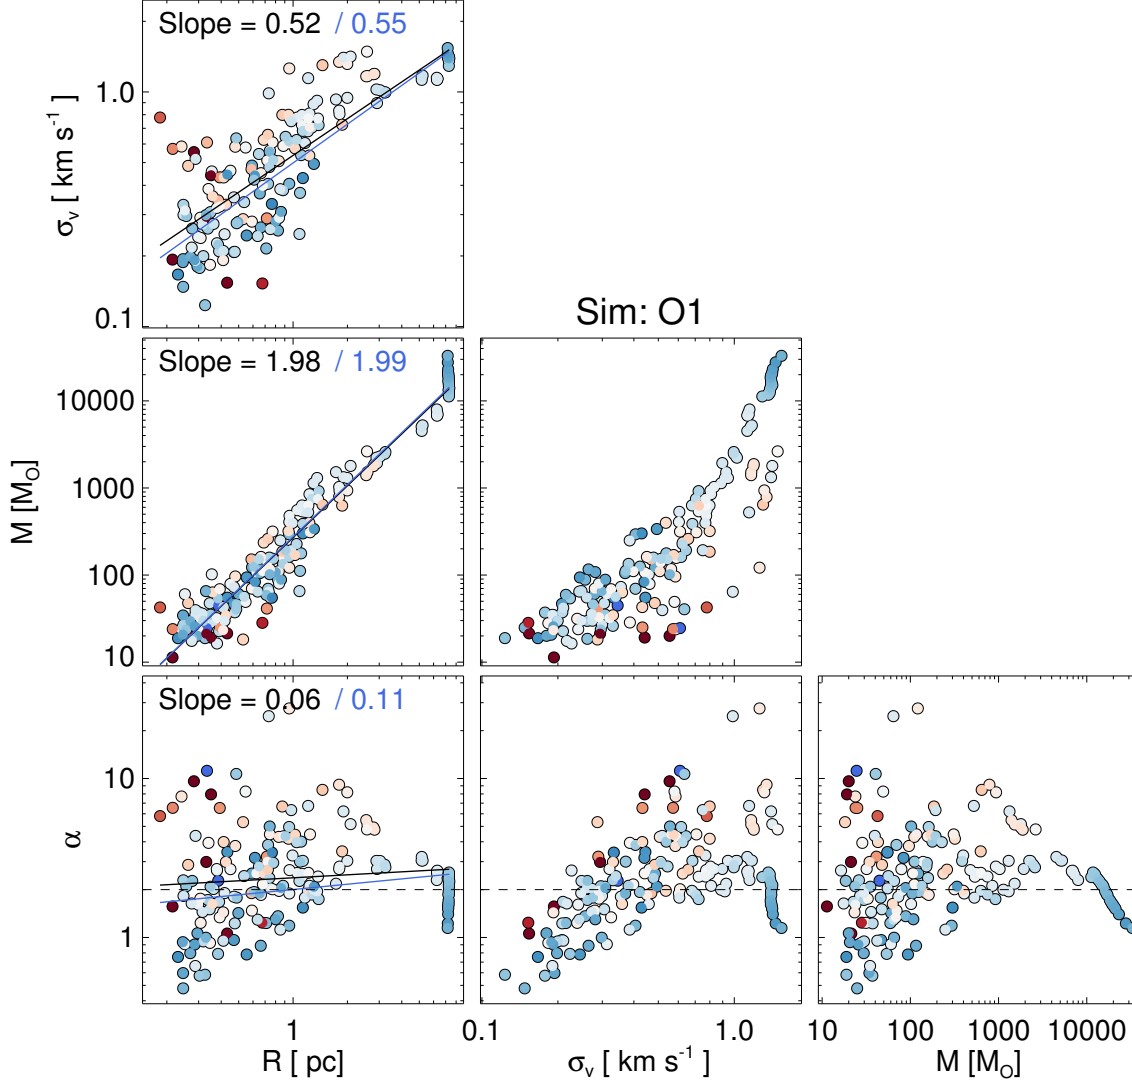 Slope = 0.52 / 0.55
1.0
0.1
σv [ km s-1 ]
Sim: O1
Slope = 1.98 / 1.99
10000
1000
100
10
M [MO]
Slope = 0.06 / 0.11
10
1
α
1
R [ pc]
0.1
1.0
σv [ km s-1 ]
10
100
1000
10000
M [MO]